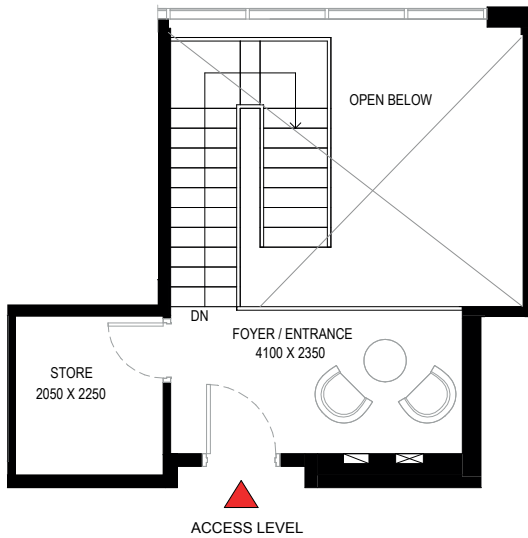 OPEN BELOW
DN
FOYER / ENTRANCE
4100 X 2350
STORE
2050 X 2250
ACCESS LEVEL